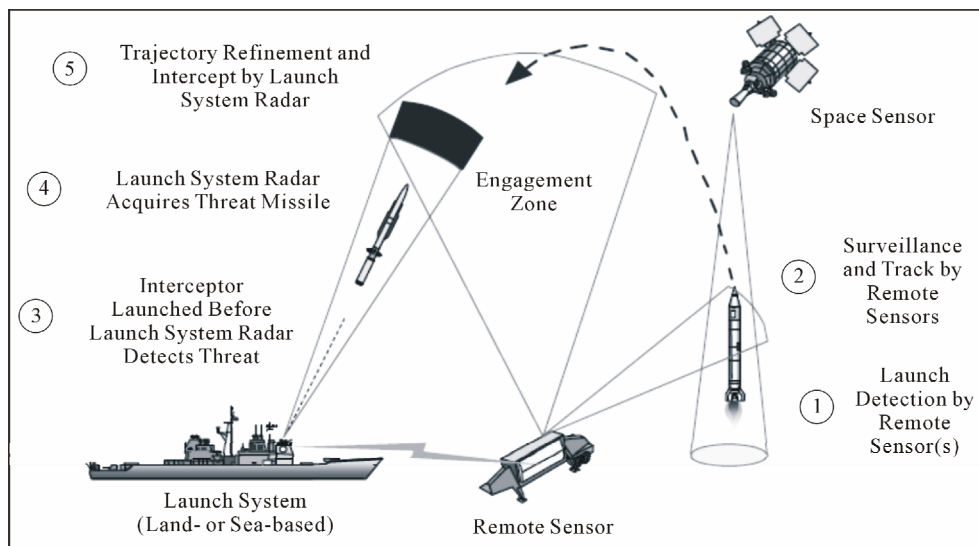 5
Trajectory Refinement and
Intercept by Launch
System Radar
Space Sensor
4
Launch System Radar
Acquires Threat Missile
Engagement
Zone
2
Surveillance
and Track by
Remote
Sensors
3
Interceptor
Launched Before
Launch System Radar
Detects Threat
1
Launch
Detection by
Remote
Sensor(s)
Launch System
(Land- or Sea-based)
Remote Sensor